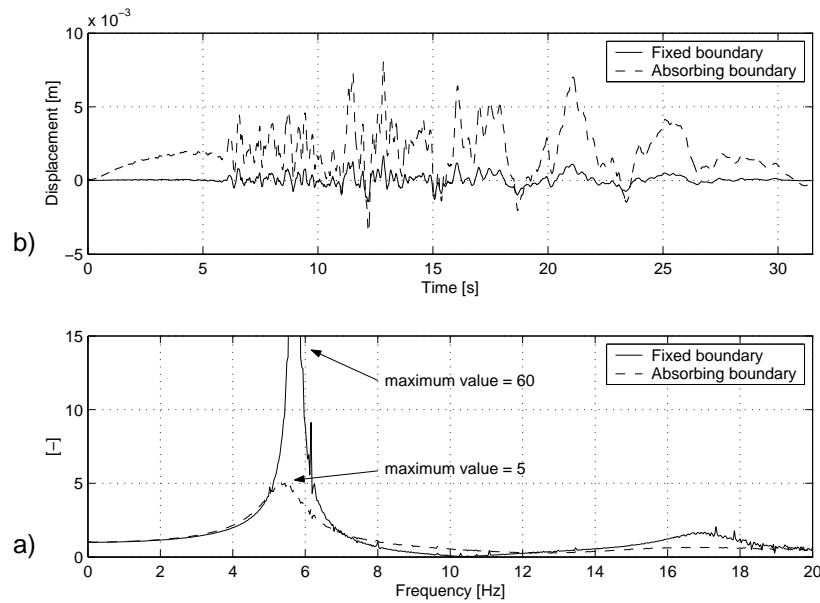 x 10⁻³
10
5
0
−5
Displacement [m]
Fixed boundary
Absorbing boundary
0
5
10
15
20
25
30
Time [s]
b)
15
10
5
0
[−]
Fixed boundary
Absorbing boundary
maximum value = 60
maximum value = 5
0
2
4
6
8
10
12
14
16
18
20
Frequency [Hz]
a)